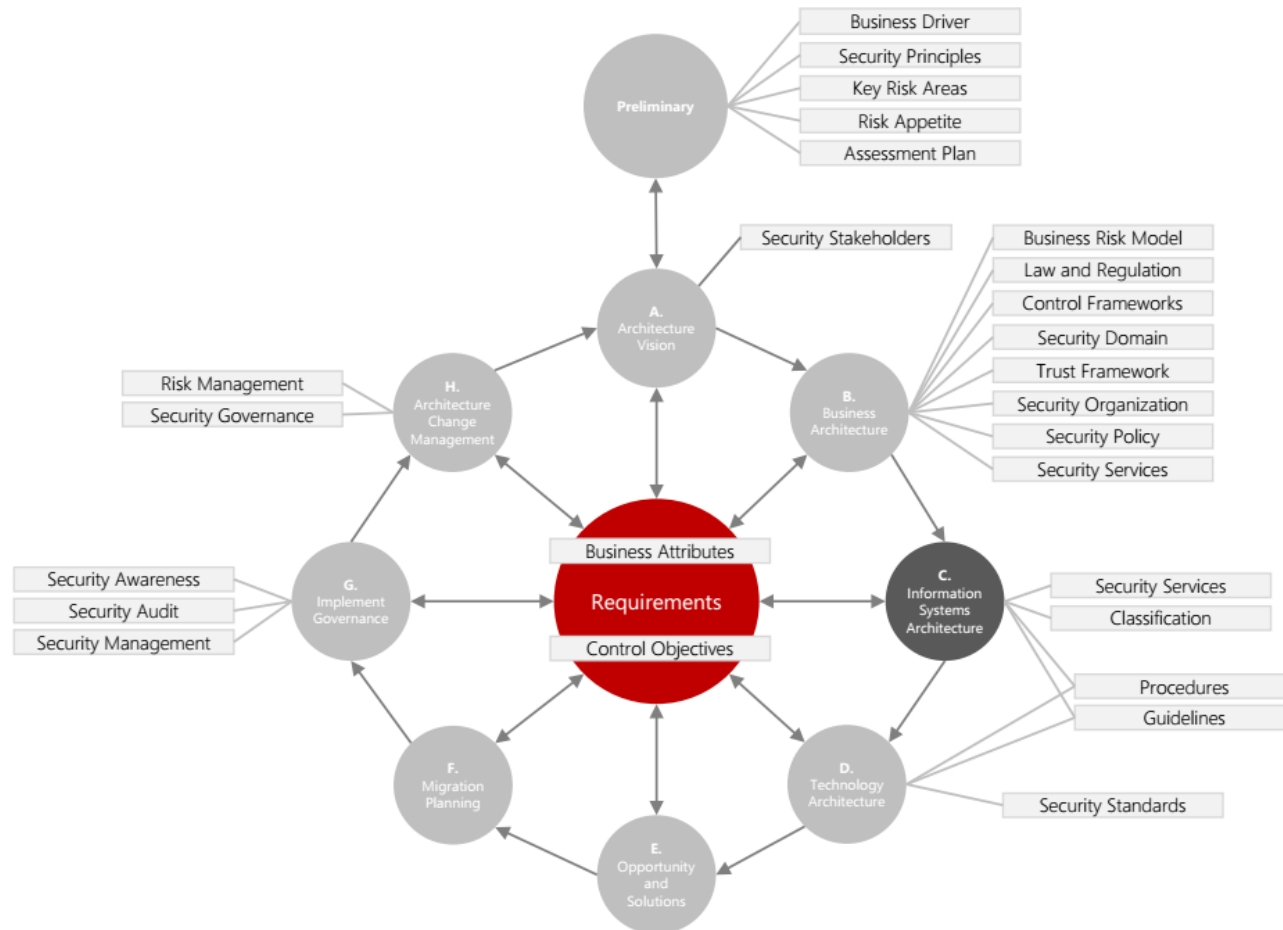 Business Driver
Security Principles
Key Risk Areas
Risk Appetite
Assessment Plan
Preliminary
Security Stakeholders
A.
Architecture
Vision
Business Risk Model
Law and Regulation
Control Frameworks
Security Domain
Trust Framework
Security Organization
Security Policy
Security Services
B.
Business
Architecture
Risk Management
Security Governance
H.
Architecture
Change
Management
Business Attributes
Requirements
Control Objectives
C.
Information
Systems
Architecture
Security Services
Classification
Procedures
Guidelines
Security Awareness
Security Audit
Security Management
G.
Implement
Governance
D.
Technology
Architecture
Security Standards
F.
Migration
Planning
E.
Opportunity
and
Solutions